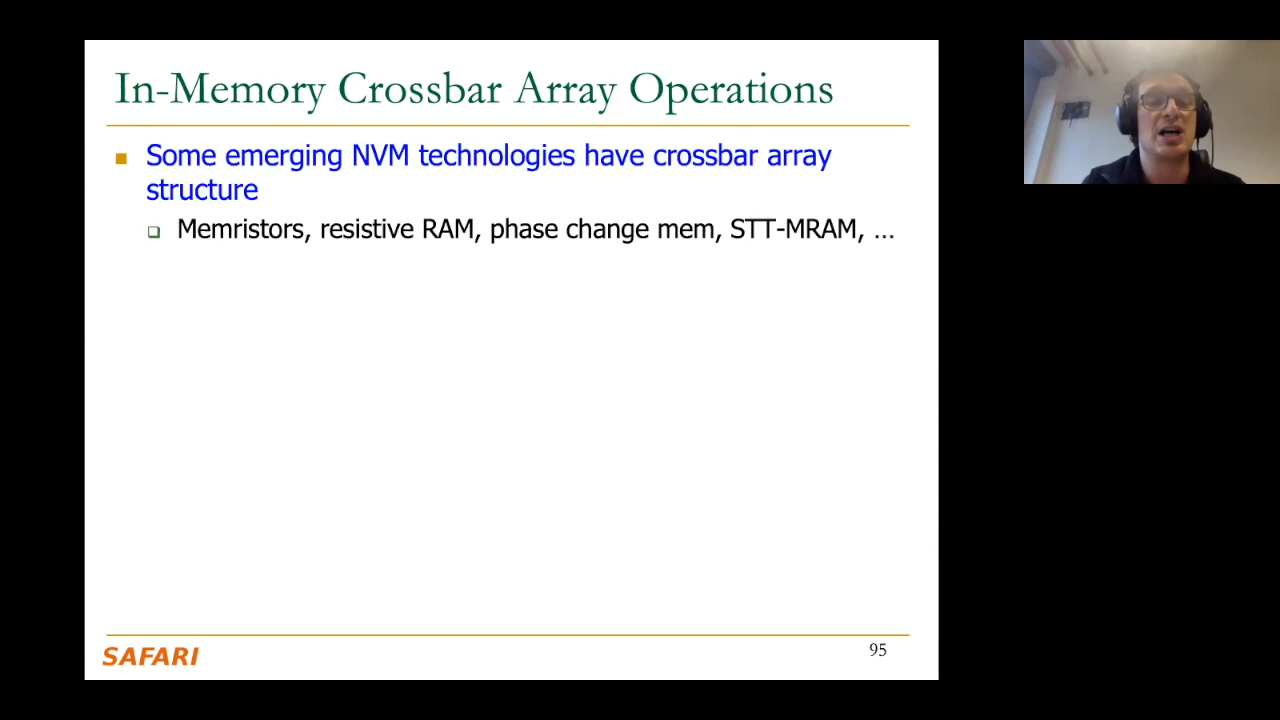 In-Memory Crossbar Array Operations
Some emerging NVM technologies have crossbar array
structure
Memristors, resistive RAM, phase change mem, STT-MRAM, ...
SAFARI
95